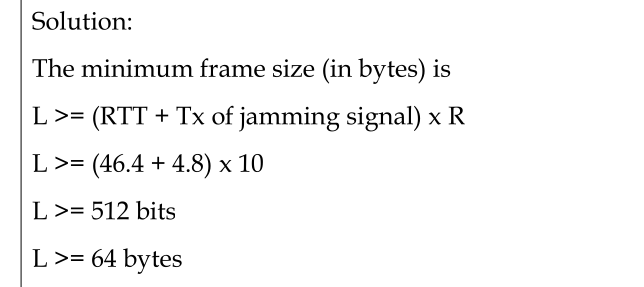 Solution:
The minimum frame size (in bytes) is
L >= (RTT + Tx of jamming signal) x R
L >= (46.4 + 4.8) x 10
L >= 512 bits
L >= 64 bytes